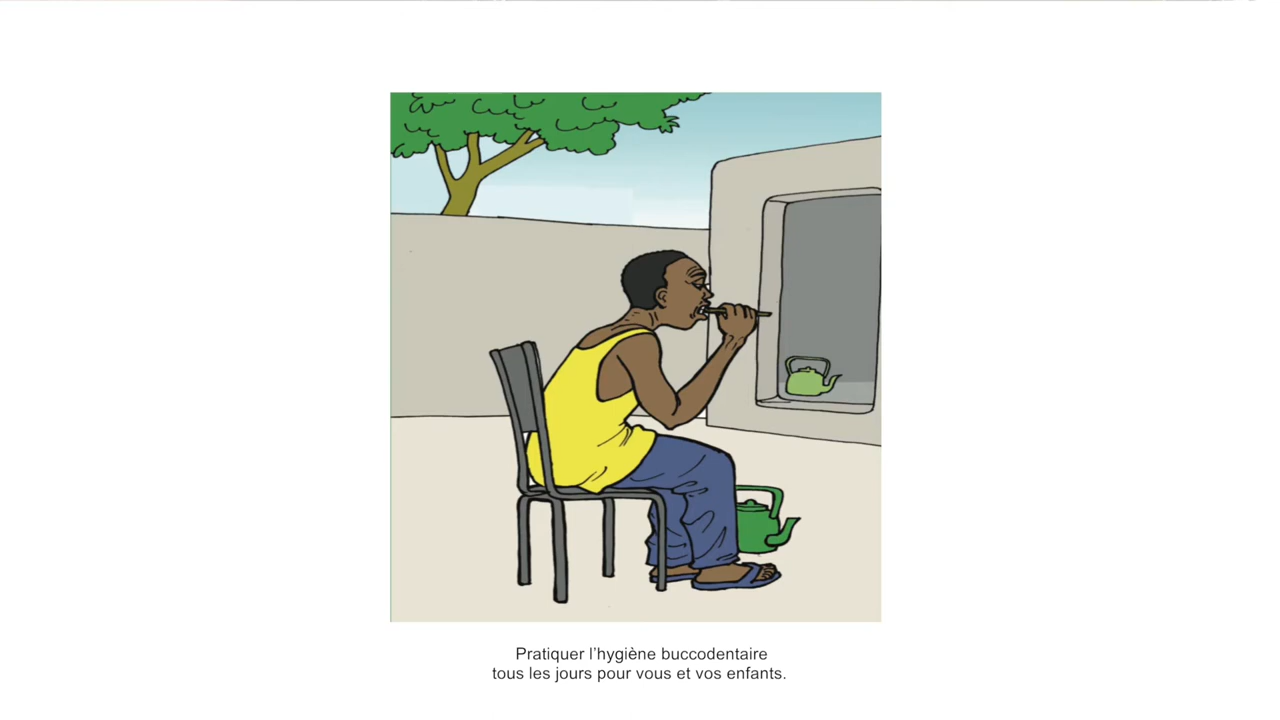 Pratiquer l’hygiène buccodentaire
tous les jours pour vous et vos enfants.